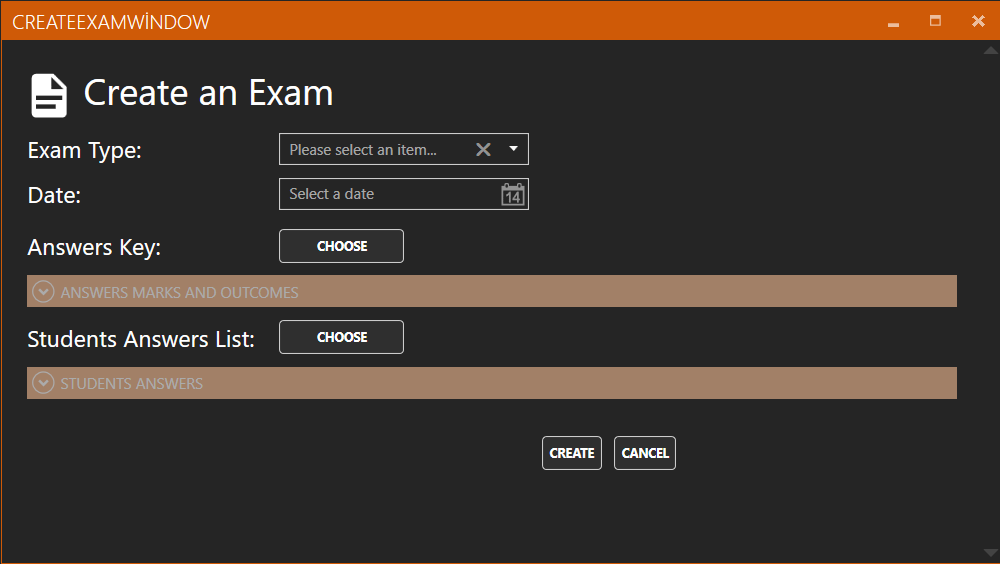 CREATEEXAMWİNDOW
Create an Exam
Exam Type: Please select an item...
Date: Select a date 14
Answers Key: CHOOSE
ANSWERS MARKS AND OUTCOMES
Students Answers List: CHOOSE
STUDENTS ANSWERS
CREATE CANCEL